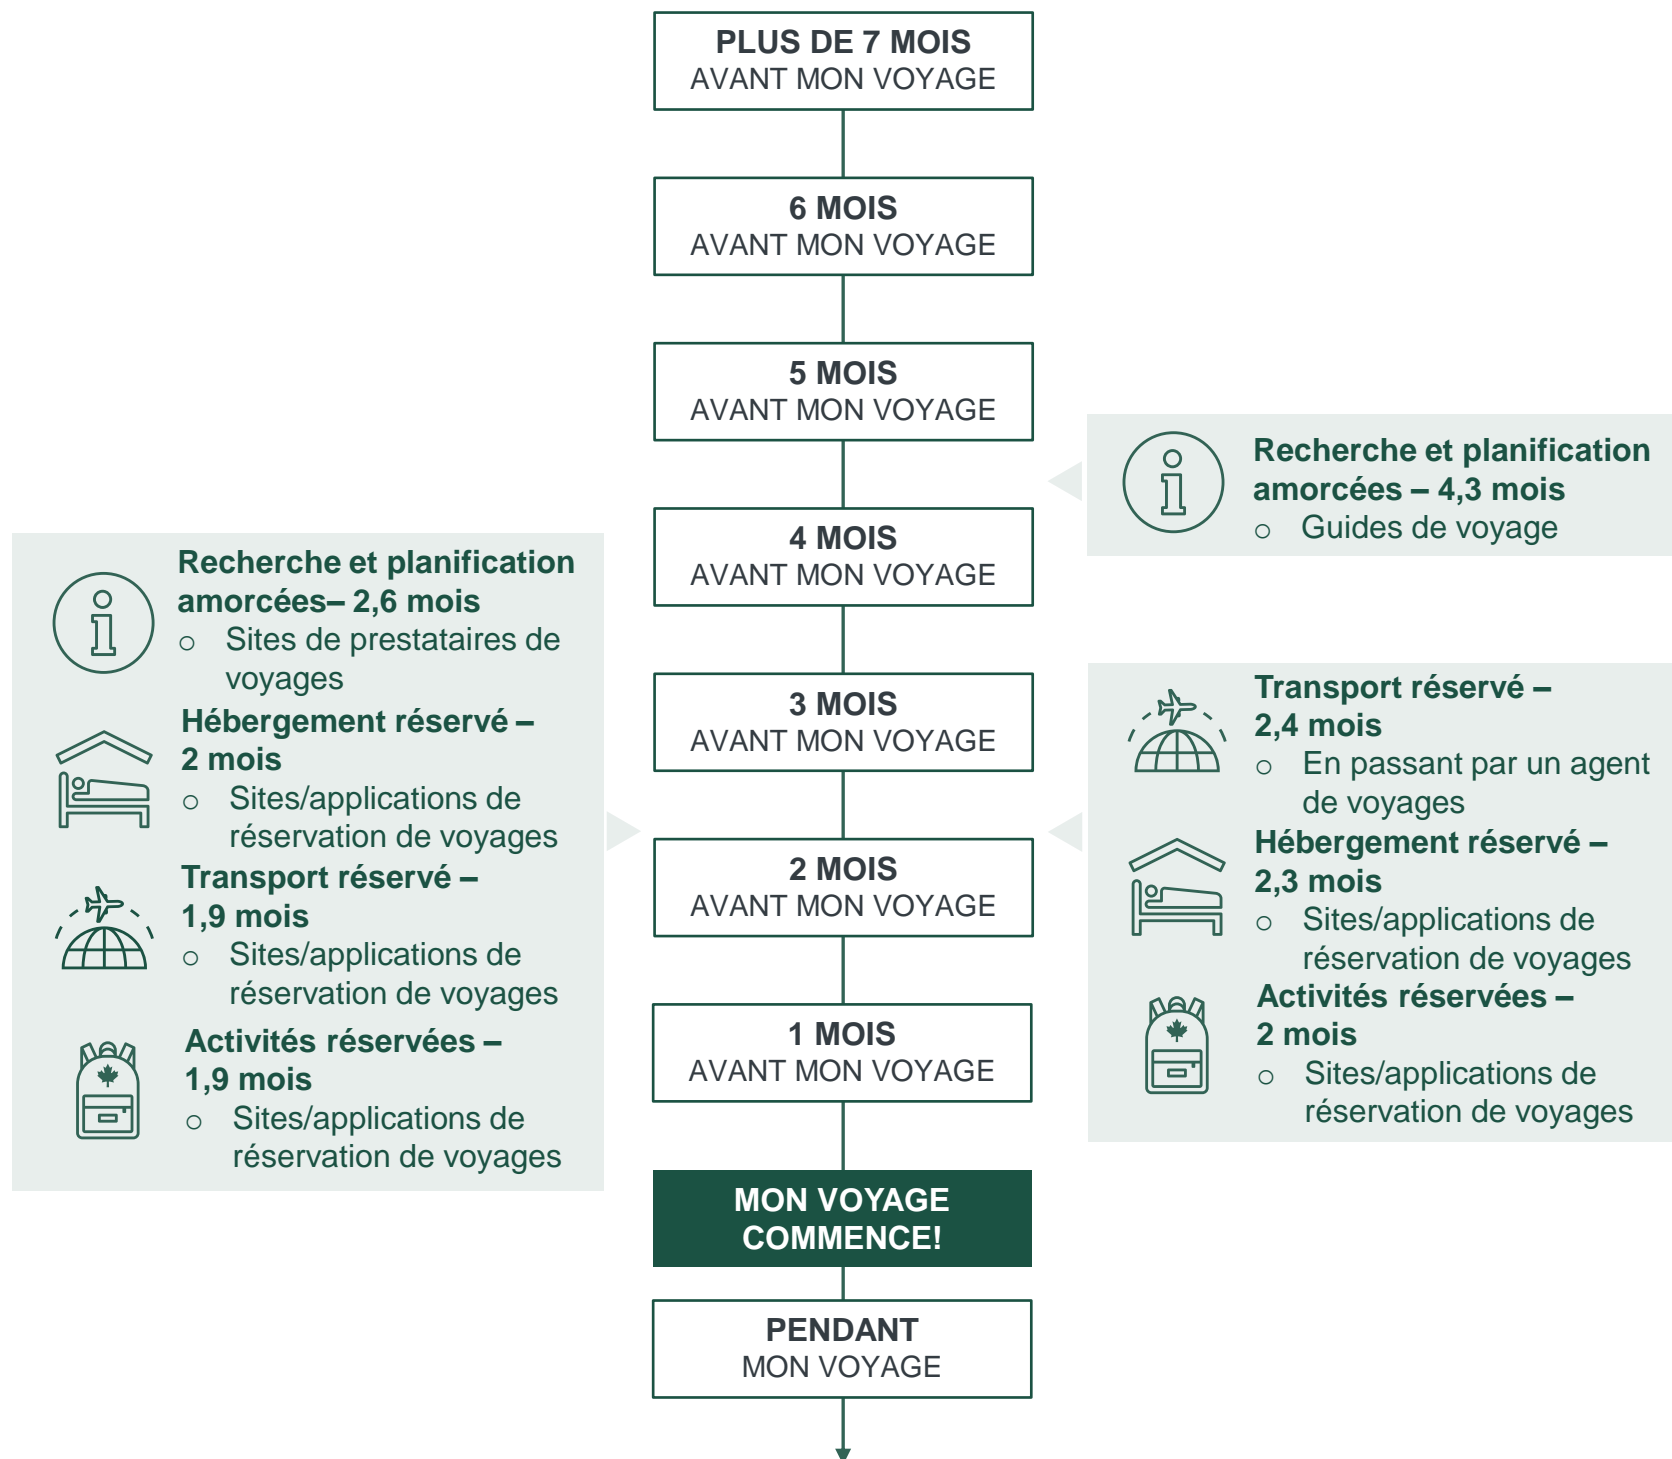 PLUS DE 7 MOIS
AVANT MON VOYAGE
6 MOIS
AVANT MON VOYAGE
5 MOIS
AVANT MON VOYAGE
4 MOIS
AVANT MON VOYAGE
3 MOIS
AVANT MON VOYAGE
2 MOIS
AVANT MON VOYAGE
1 MOIS
AVANT MON VOYAGE
MON VOYAGE
COMMENCE!
PENDANT
MON VOYAGE
Recherche et planification
amorcées– 2,6 mois
o Sites de prestataires de
voyages
Hébergement réservé –
2 mois
o Sites/applications de
réservation de voyages
Transport réservé –
1,9 mois
o Sites/applications de
réservation de voyages
Activités réservées –
1,9 mois
o Sites/applications de
réservation de voyages
Recherche et planification
amorcées – 4,3 mois
o Guides de voyage
Transport réservé –
2,4 mois
o En passant par un agent
de voyages
Hébergement réservé –
2,3 mois
o Sites/applications de
réservation de voyages
Activités réservées –
2 mois
o Sites/applications de
réservation de voyages